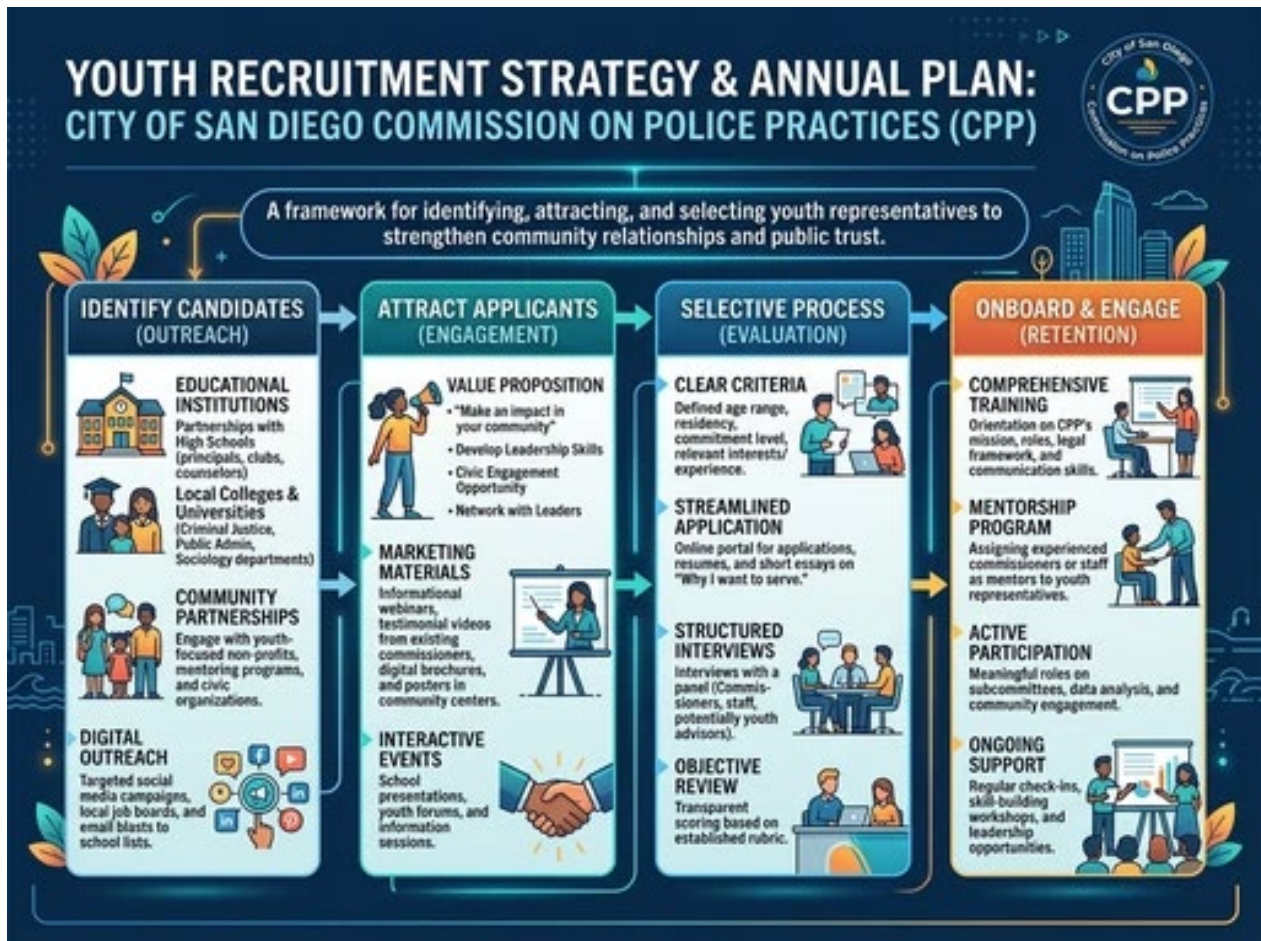 YOUTH RECRUITMENT STRATEGY & ANNUAL PLAN:
CITY OF SAN DIEGO COMMISSION ON POLICE PRACTICES (CPP)
City of San Diego
CPP
Commission on Police Practices
A framework for identifying, attracting, and selecting youth representatives to
strengthen community relationships and public trust.
IDENTIFY CANDIDATES
(OUTREACH)
EDUCATIONAL
INSTITUTIONS
Partnerships with
High Schools
(principals, clubs,
counselors)
Local Colleges &
Universities
(Criminal Justice,
Public Admin,
Sociology departments)
COMMUNITY
PARTNERSHIPS
Engage with youth-
focused non-profits,
mentoring programs,
and civic
organizations.
DIGITAL
OUTREACH
Targeted social
media campaigns,
local job boards, and
email blasts to
school lists.
ATTRACT APPLICANTS
(ENGAGEMENT)
VALUE PROPOSITION
• "Make an impact in
your community"
• Develop Leadership Skills
• Civic Engagement
Opportunity
• Network with Leaders
MARKETING
MATERIALS
Informational
webinars,
testimonial videos
from existing
commissioners,
digital brochures,
and posters in
community centers.
INTERACTIVE
EVENTS
School
presentations,
youth forums, and
information
sessions.
SELECTIVE PROCESS
(EVALUATION)
CLEAR CRITERIA
Defined age range,
residency,
commitment level,
relevant interests/
experience.
STREAMLINED
APPLICATION
Online portal for applications,
resumes, and short essays on
"Why I want to serve."
STRUCTURED
INTERVIEWS
Interviews with a
panel (Commis-
sioners, staff,
potentially youth
advisors).
OBJECTIVE
REVIEW
Transparent
scoring based on
established rubric.
ONBOARD & ENGAGE
(RETENTION)
COMPREHENSIVE
TRAINING
Orientation on CPP's
mission, roles, legal
framework, and
communication skills.
MENTORSHIP
PROGRAM
Assigning experienced
commissioners or staff
as mentors to youth
representatives.
ACTIVE
PARTICIPATION
Meaningful roles on
subcommittees, data analysis, and
community engagement.
ONGOING
SUPPORT
Regular check-ins,
skill-building
workshops, and
leadership
opportunities.